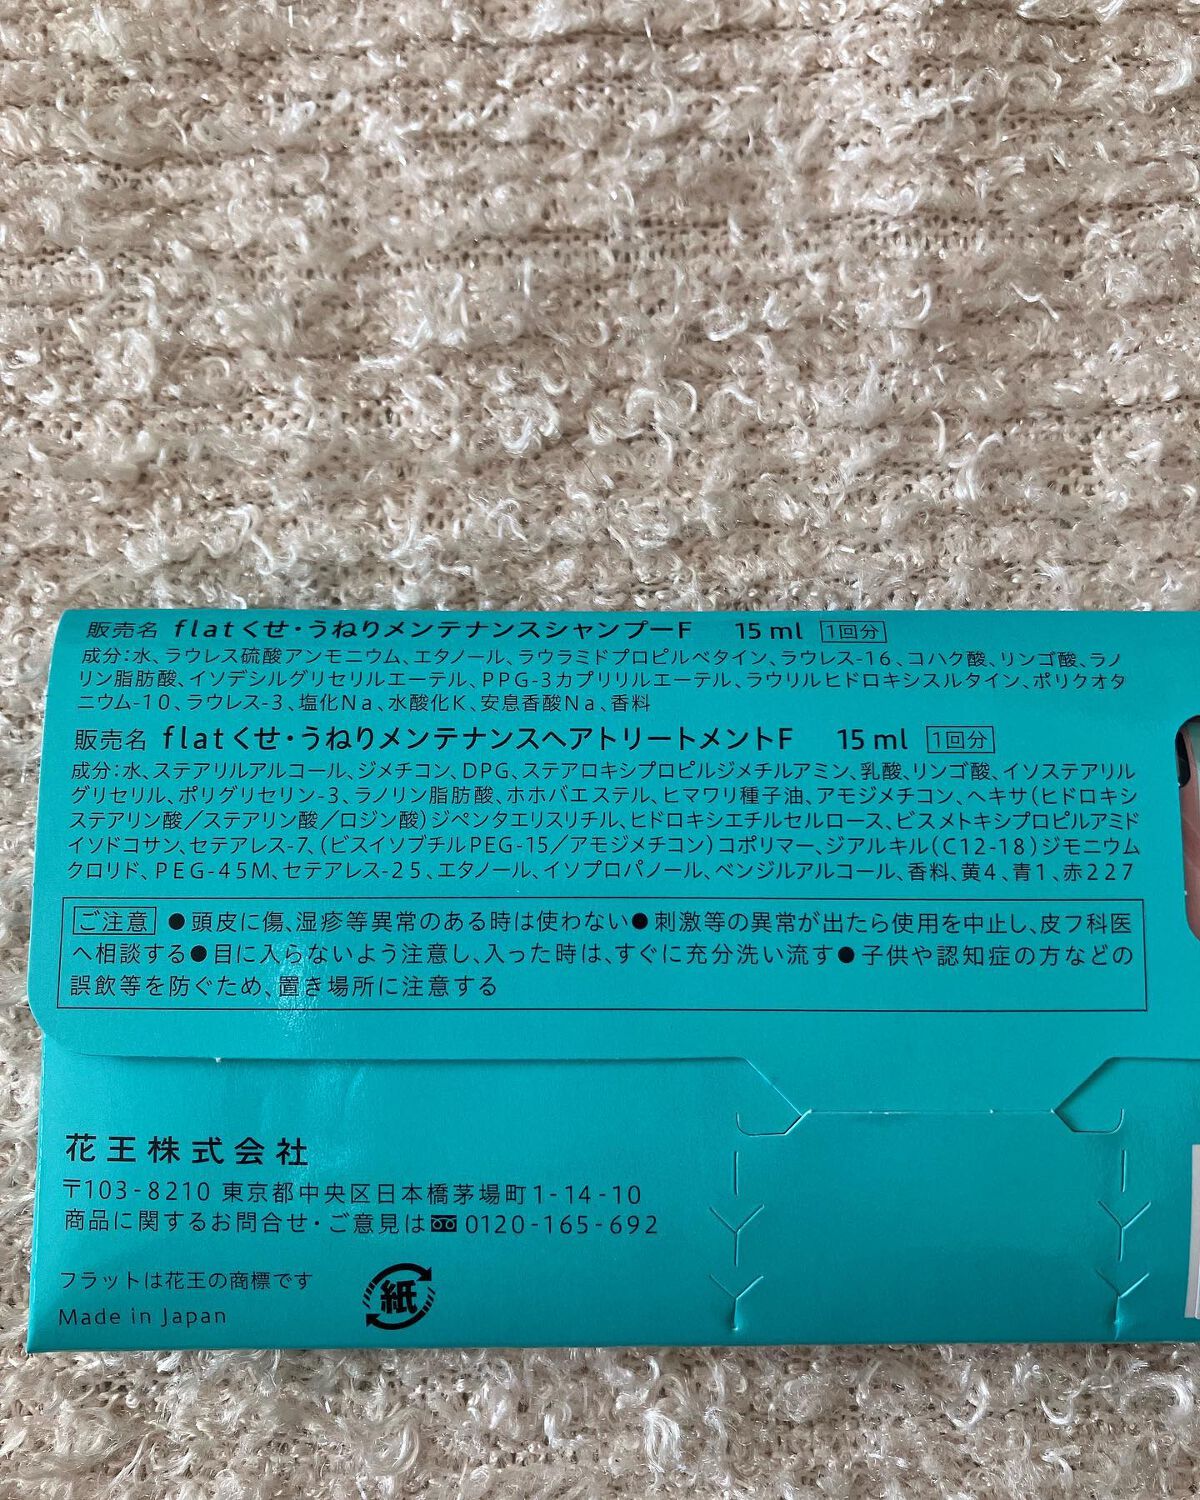 販売名 flatくせ・うねりメンテナンスシャンプーF 15ml 1回分
成分:水、ラウレス硫酸アンモニウム、エタノール、ラウラミドプロピルベタイン、ラウレス-16、コハク酸、リンゴ酸、ラノ
リン脂肪酸、イソデシルグリセリルエーテル、PPG-3カプリリルエーテル、ラウリルヒドロキシスルタイン、ポリクオタ
ニウム-10、ラウレス-3、塩化Na、水酸化K、安息香酸Na、香料
販売名 flatくせ・うねりメンテナンスヘアトリートメントF 15ml 1回分
成分:水、ステアリルアルコール、ジメチコン、DPG、ステアロキシプロピルジメチルアミン、乳酸、リンゴ酸、イソステアリル
グリセリル、ポリグリセリン-3、ラノリン脂肪酸、ホホバエステル、ヒマワリ種子油、アモジメチコン、ヘキサ(ヒドロキシ
ステアリン酸/ステアリン酸/ロジン酸)ジペンタエリスリチル、ヒドロキシエチルセルロース、ビスメトキシプロピルアミド
イソドコサン、セテアレス-7、(ビスイソブチルPEG-15/アモジメチコン)コポリマー、ジアルキル(C12-18)ジモニウム
クロリド、PEG-45M、セテアレス-25、エタノール、イソプロパノール、ベンジルアルコール、香料、黄4、青1、赤227
ご注意 ●頭皮に傷、湿疹等異常のある時は使わない●刺激等の異常が出たら使用を中止し、皮フ科医
へ相談する●目に入らないよう注意し、入った時は、すぐに充分洗い流す●子供や認知症の方などの
誤飲等を防ぐため、置き場所に注意する
花王株式会社
〒103-8210 東京都中央区日本橋茅場町1-14-10
商品に関するお問合せ・ご意見は 0120-165-692
フラットは花王の商標です
Made in Japan
紙